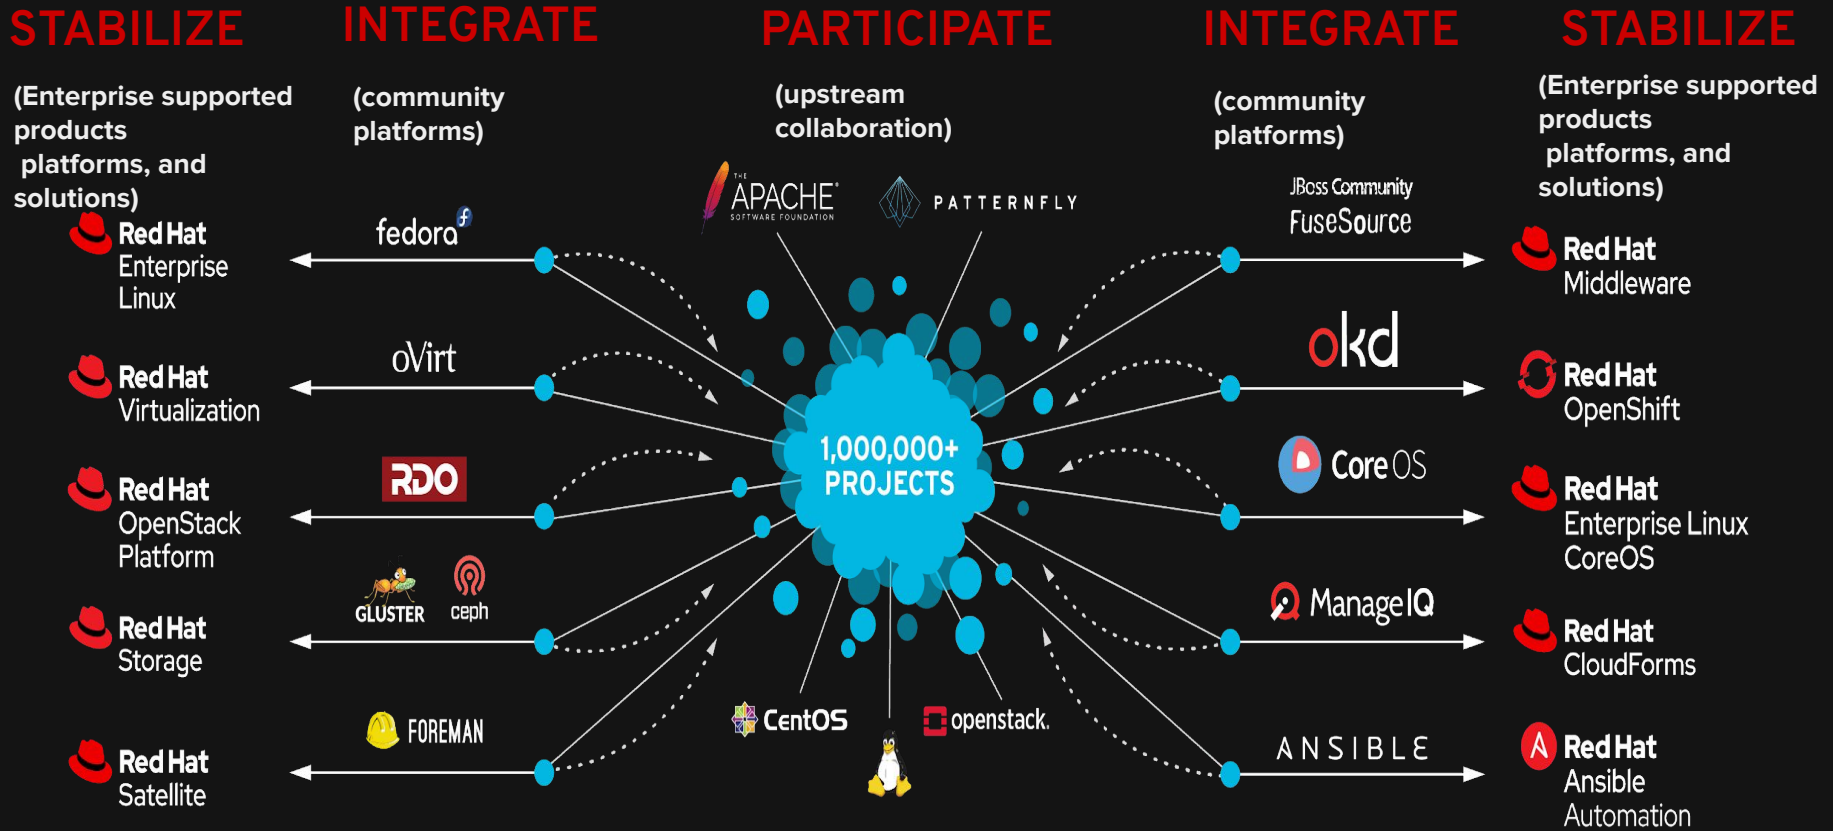 STABILIZE
(Enterprise supported
products
platforms, and
solutions)
Red Hat
Enterprise
Linux
Red Hat
Virtualization
Red Hat
OpenStack
Platform
Red Hat
Storage
Red Hat
Satellite
INTEGRATE
(community
platforms)
fedora
oVirt
RDO
GLUSTER
ceph
FOREMAN
PARTICIPATE
(upstream
collaboration)
THE
APACHE®
SOFTWARE FOUNDATION
PATTERNFLY
1,000,000+
PROJECTS
CentOS
openstack.
INTEGRATE
(community
platforms)
JBoss Community
FuseSource
okd
CoreOS
ManageIQ
ANSIBLE
STABILIZE
(Enterprise supported
products
platforms, and
solutions)
Red Hat
Middleware
Red Hat
OpenShift
Red Hat
Enterprise Linux
CoreOS
Red Hat
CloudForms
A
Red Hat
Ansible
Automation